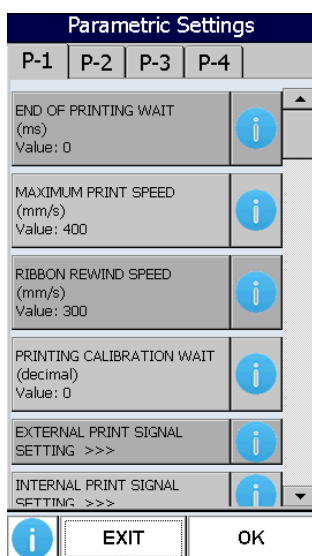 Parametric Settings
P-1 P-2 P-3 P-4
END OF PRINTING WAIT
(ms)
Value: 0
MAXIMUM PRINT SPEED
(mm/s)
Value: 400
RIBBON REWIND SPEED
(mm/s)
Value: 300
PRINTING CALIBRATION WAIT
(decimal)
Value: 0
EXTERNAL PRINT SIGNAL
SETTING >>>
INTERNAL PRINT SIGNAL
SETTING >>>
EXIT OK